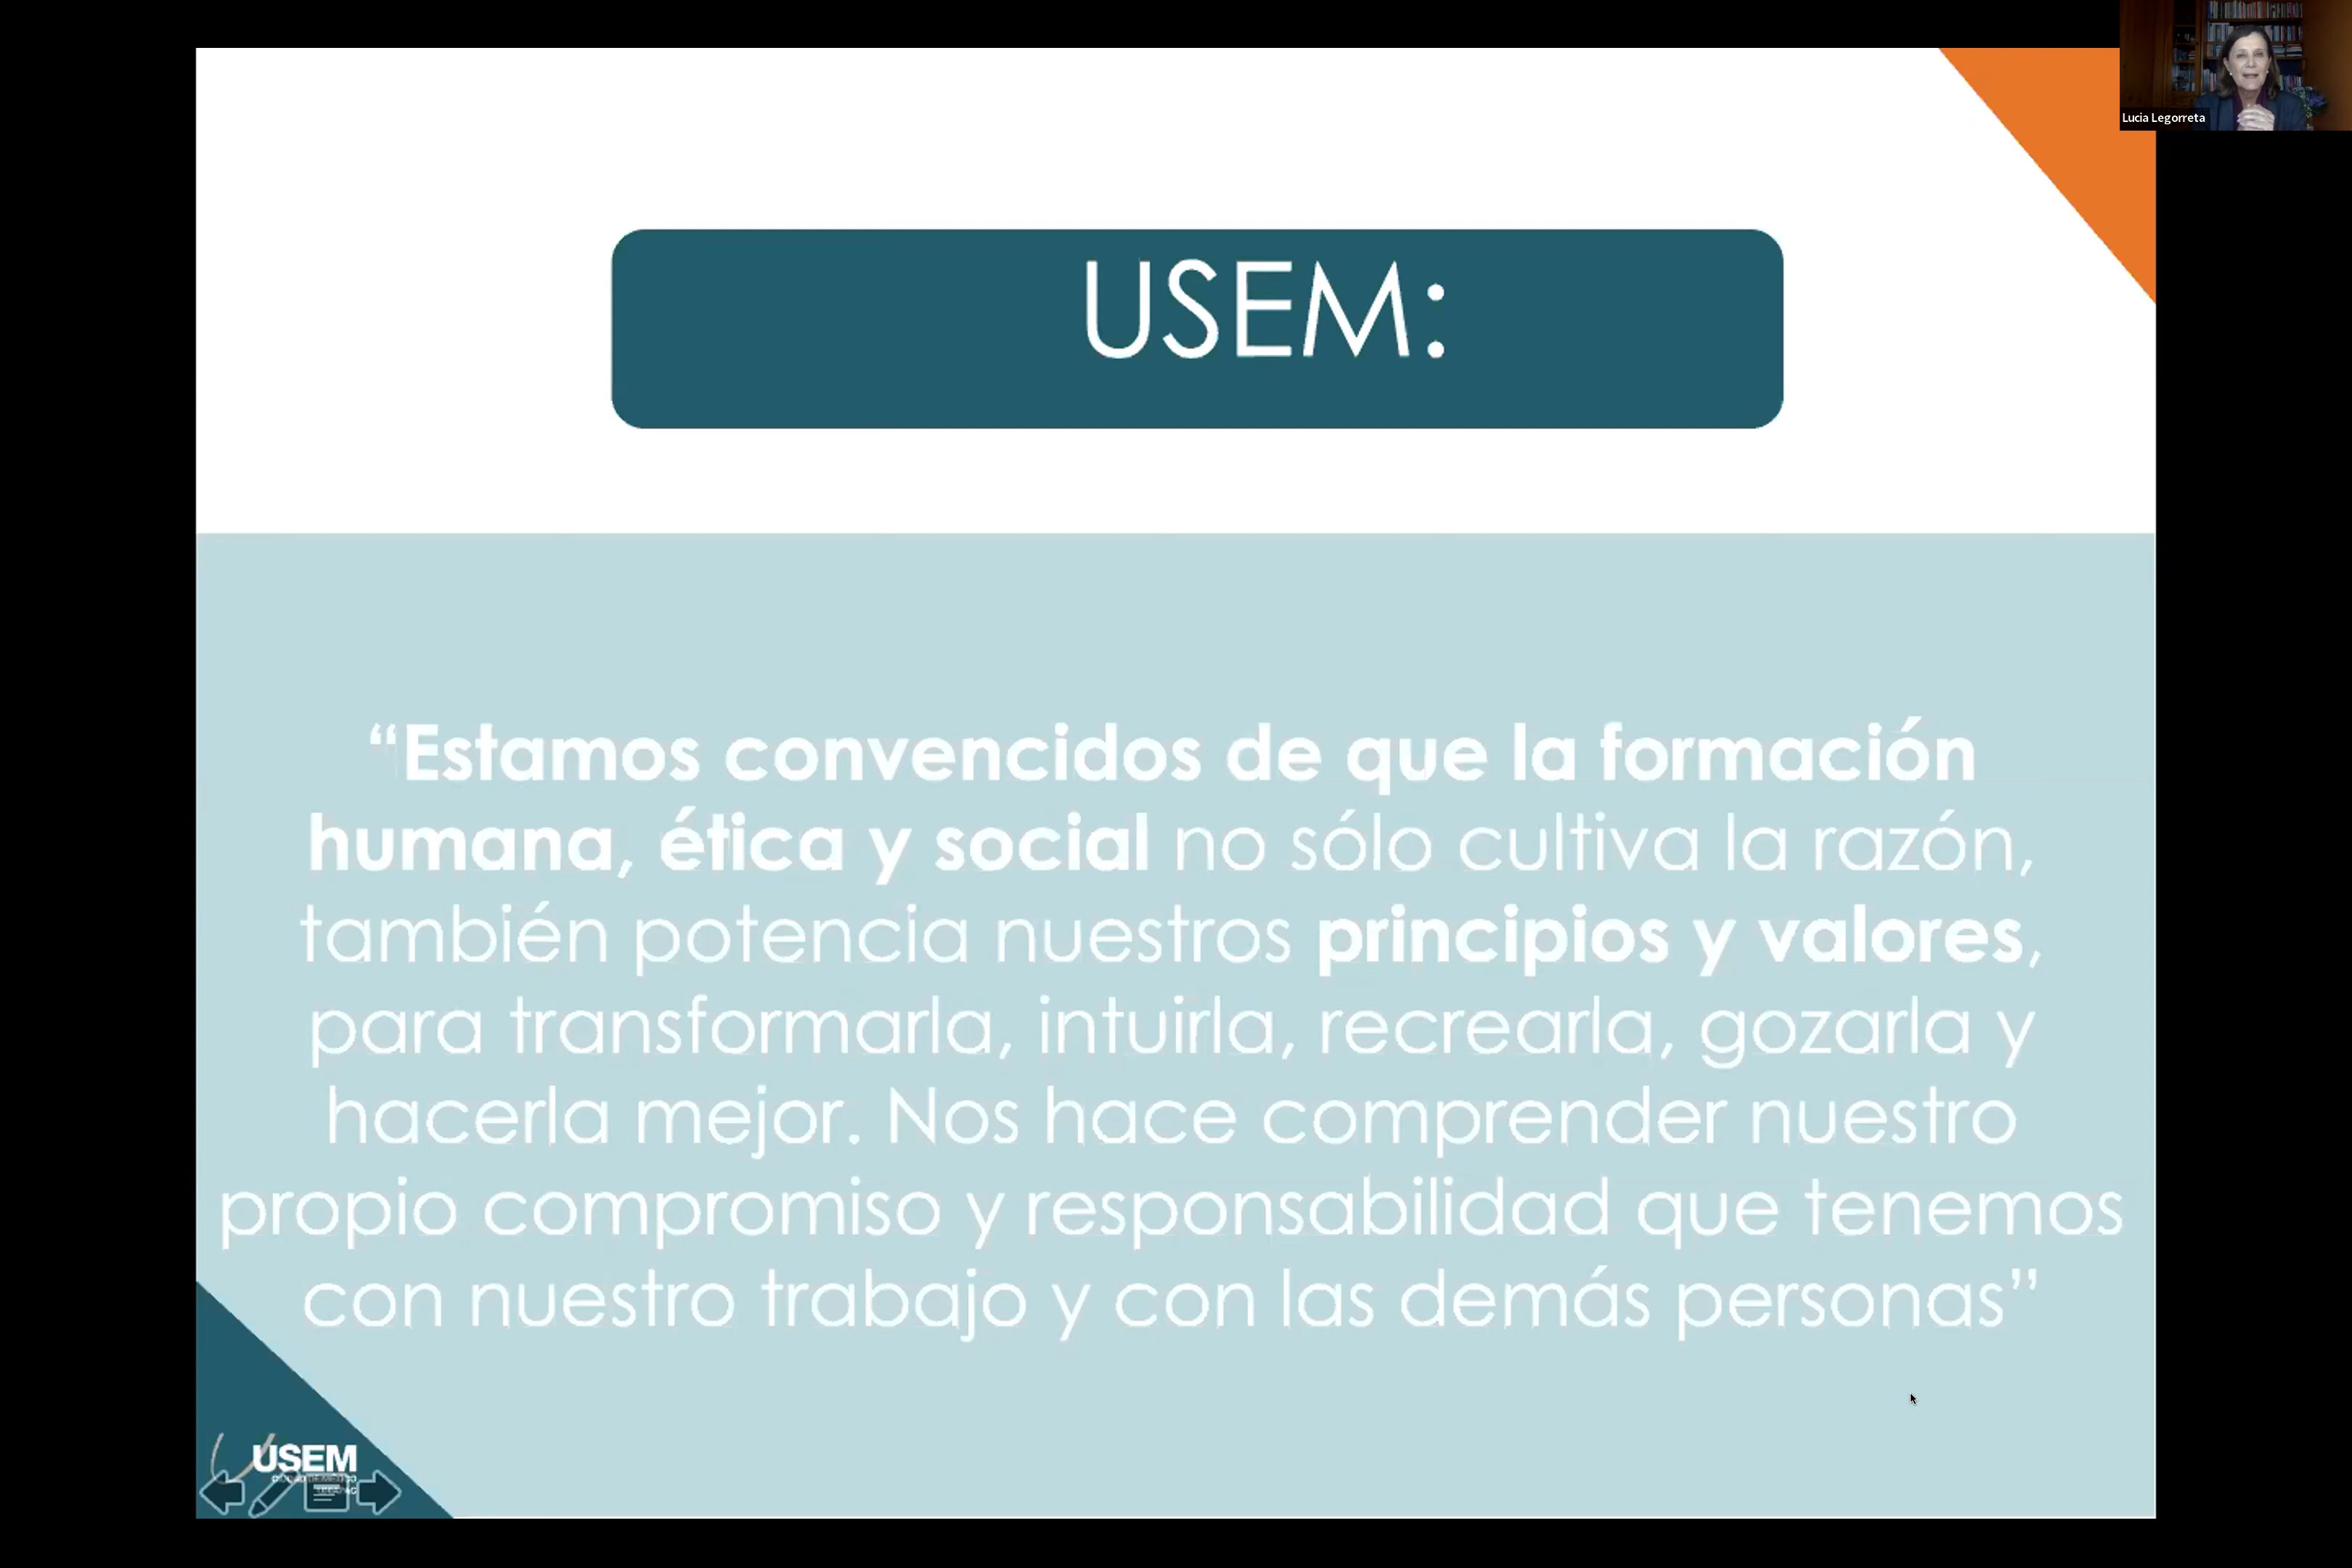 Lucia Legorreta
USEM:
“Estamos convencidos de que la formación
humana, ética y social no sólo cultiva la razón,
también potencia nuestros principios y valores,
para transformarla, intuirla, recrearla, gozarla y
hacerla mejor. Nos hace comprender nuestro
propio compromiso y responsabilidad que tenemos
con nuestro trabajo y con las demás personas”
USEM